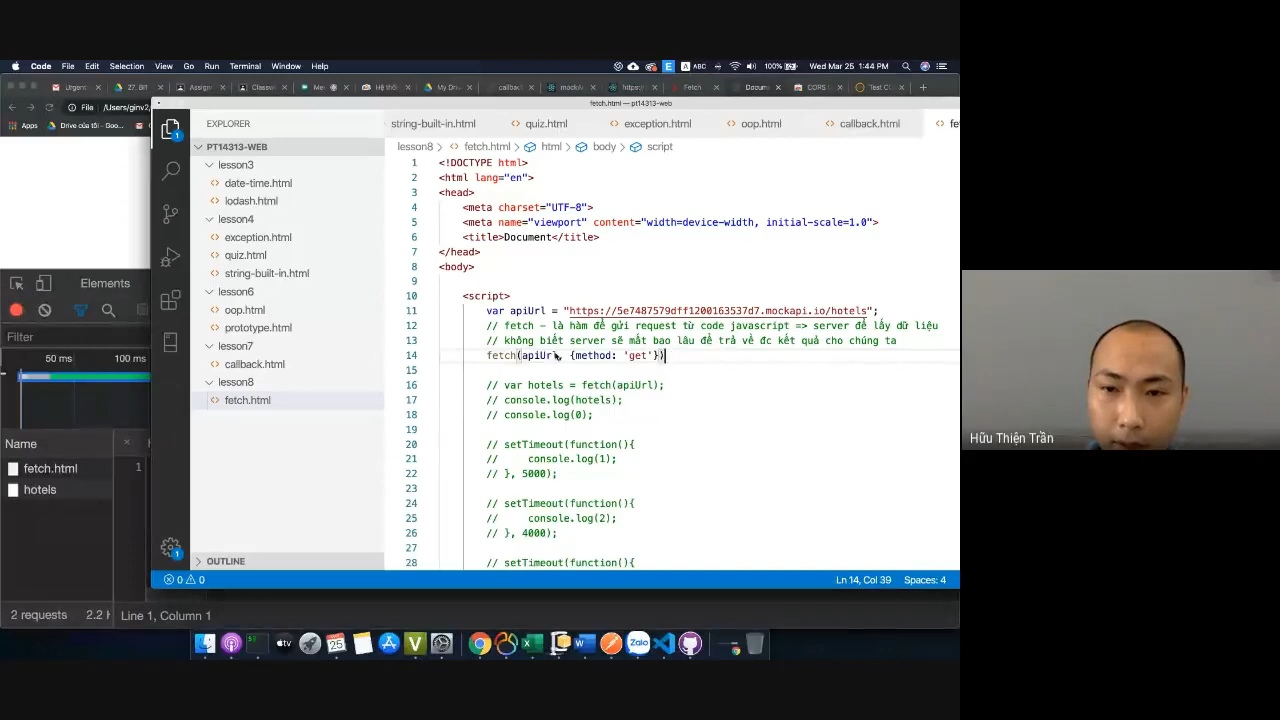 Code File Edit Selection View Go Run Terminal Window Help
ABC 100% Wed Mar 25 1:44 PM
Urgent 27. BIT Assign Classw Me Hệ thố My Driv callback mockA https:/ Fetch Docum CORS Test C
fetch.html — pt14313-web
File /Users/ginv2/
Apps Drive của tôi – Goo...
EXPLORER
string-built-in.html quiz.html exception.html oop.html callback.html
PT14313-WEB
lesson8 > fetch.html > html > body > script
lesson3
date-time.html
lodash.html
lesson4
exception.html
quiz.html
string-built-in.html
lesson6
oop.html
prototype.html
lesson7
callback.html
lesson8
fetch.html
OUTLINE
1 <!DOCTYPE html>
2 <html lang="en">
3 <head>
4 <meta charset="UTF-8">
5 <meta name="viewport" content="width=device-width, initial-scale=1.0">
6 <title>Document</title>
7 </head>
8 <body>
9
10 <script>
11 var apiUrl = "https://5e7487579dff1200163537d7.mockapi.io/hotels";
12 // fetch – là hàm để gửi request từ code javascript => server để lấy dữ liệu
13 // không biết server sẽ mất bao lâu để trả về đc kết quả cho chúng ta
14 fetch(apiUrl, {method: 'get'})
15
16 // var hotels = fetch(apiUrl);
17 // console.log(hotels);
18 // console.log(0);
19
20 // setTimeout(function(){
21 // console.log(1);
22 // }, 5000);
23
24 // setTimeout(function(){
25 // console.log(2);
26 // }, 4000);
27
28 // setTimeout(function(){
0 0
Ln 14, Col 39 Spaces: 4
Elements
Filter
50 ms 100 ms
Name
1
fetch.html
hotels
2 requests 2.2 Line 1, Column 1
25
Zalo
Hữu Thiện Trần